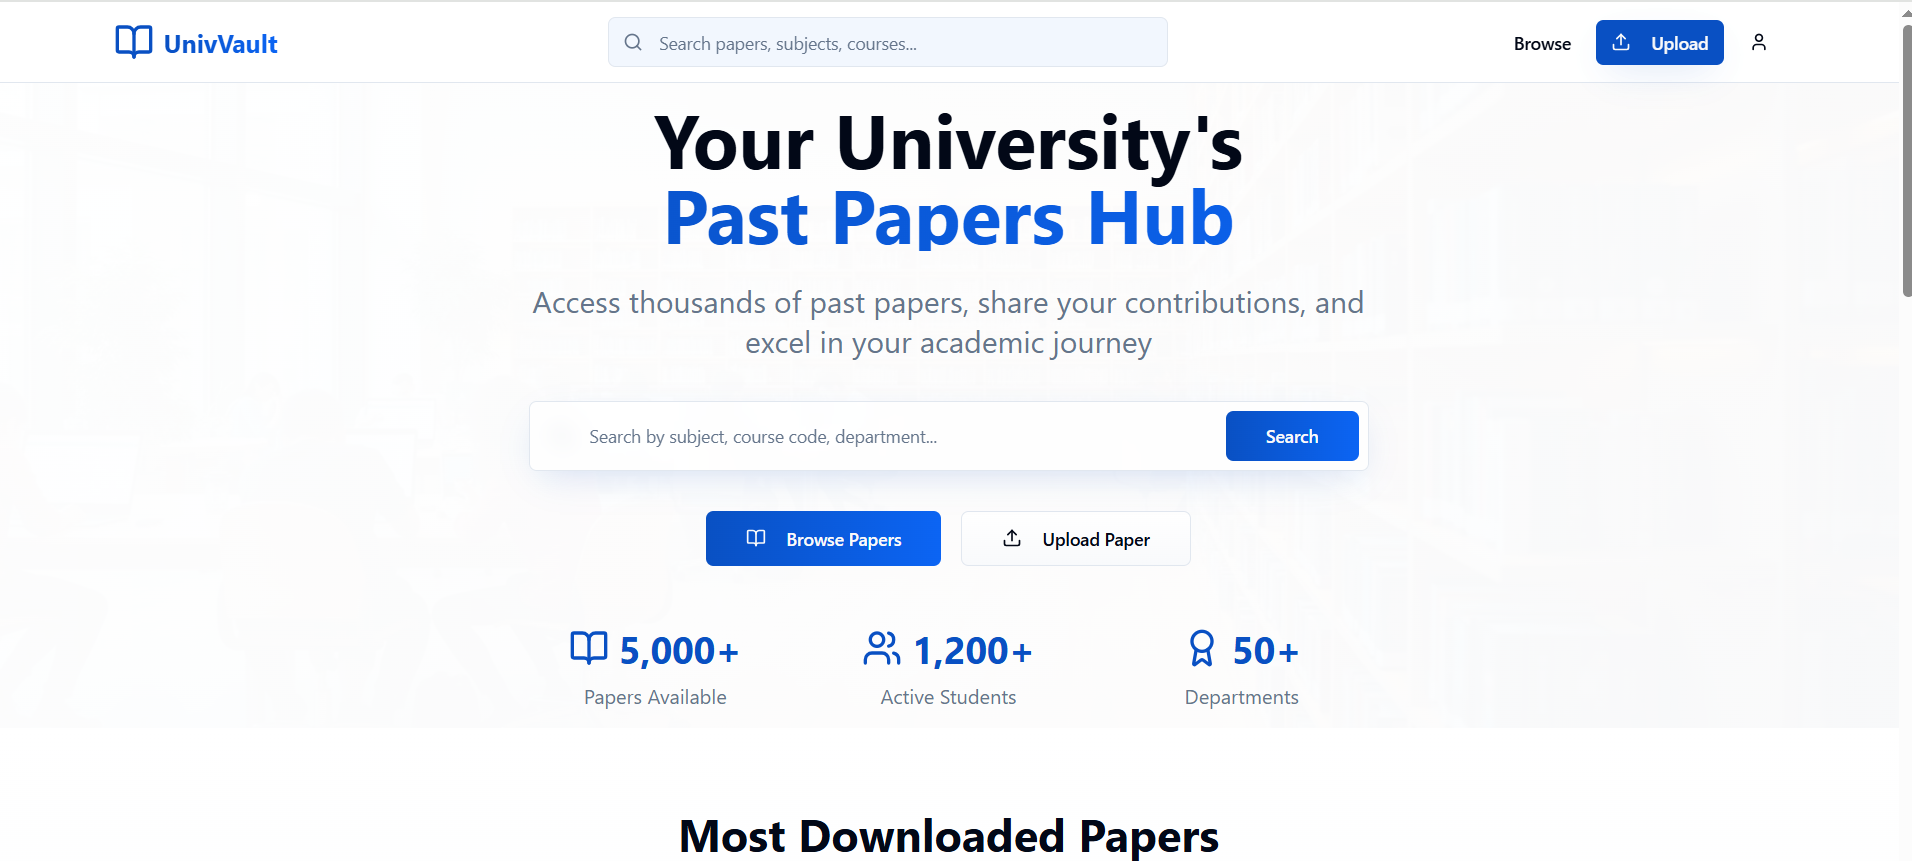 UnivVault
Search papers, subjects, courses...
Browse
Upload
Your University's
Past Papers Hub
Access thousands of past papers, share your contributions, and
excel in your academic journey
Search by subject, course code, department...
Search
Browse Papers
Upload Paper
5,000+
Papers Available
1,200+
Active Students
50+
Departments
Most Downloaded Papers